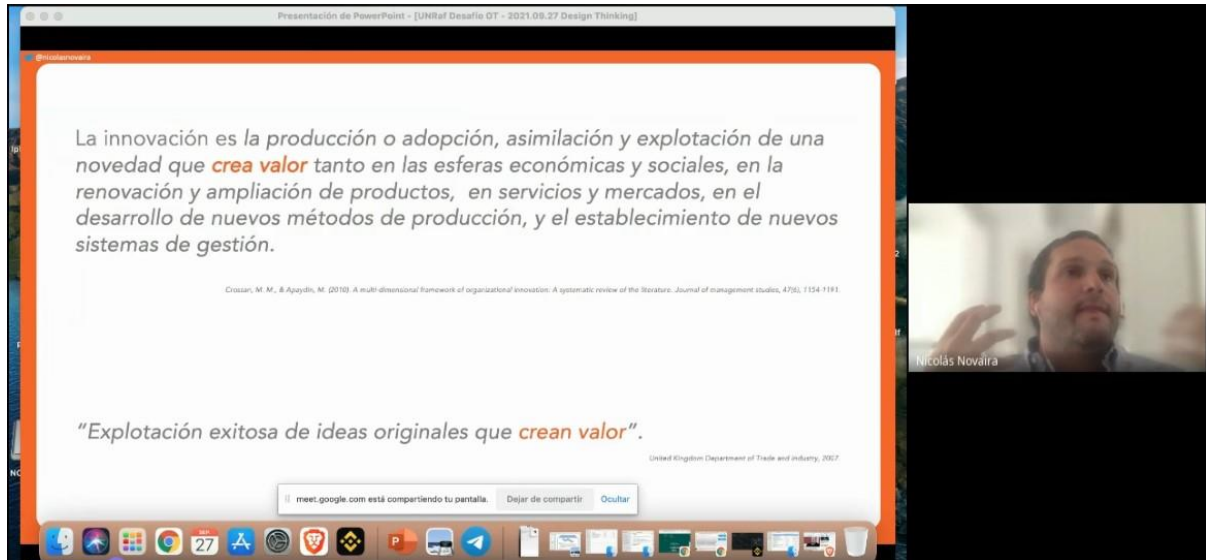 Presentación de PowerPoint - [UNRaf Desafío OT - 2021.09.27 Design Thinking]
@nicolasnovaira
La innovación es la producción o adopción, asimilación y explotación de una
novedad que crea valor tanto en las esferas económicas y sociales, en la
renovación y ampliación de productos, en servicios y mercados, en el
desarrollo de nuevos métodos de producción, y el establecimiento de nuevos
sistemas de gestión.
Crossan, M. M., & Apaydin, M. (2010). A multi-dimensional framework of organizational innovation: A systematic review of the literature. Journal of management studies, 47(6), 1154-1191.
"Explotación exitosa de ideas originales que crean valor".
United Kingdom Department of Trade and industry, 2007
meet.google.com está compartiendo tu pantalla. Dejar de compartir Ocultar
SEP
27
Nicolás Novaira